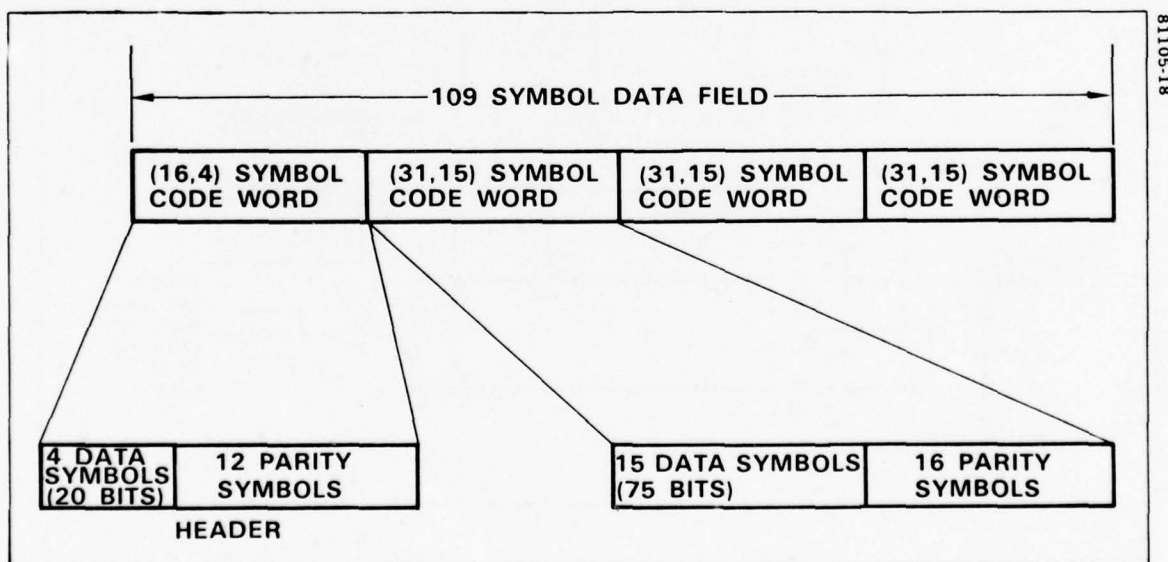 81105-18
109 SYMBOL DATA FIELD
(16,4) SYMBOL
CODE WORD
(31,15) SYMBOL
CODE WORD
(31,15) SYMBOL
CODE WORD
(31,15) SYMBOL
CODE WORD
4 DATA
SYMBOLS
(20 BITS)
12 PARITY
SYMBOLS
15 DATA SYMBOLS
(75 BITS)
16 PARITY
SYMBOLS
HEADER